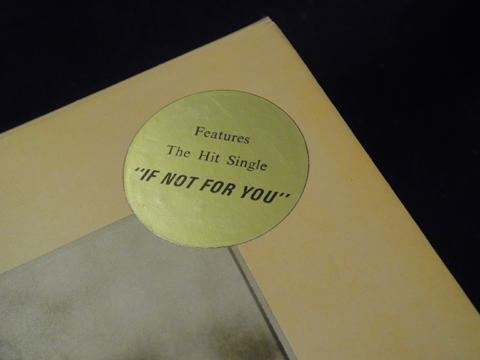 Features
The Hit Single
"IF NOT FOR YOU"